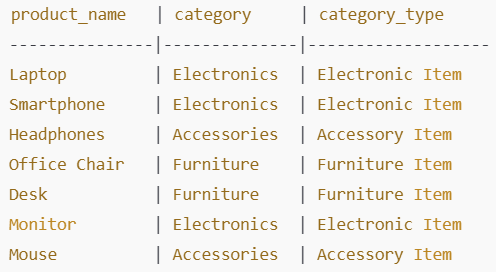 product_name   | category     | category_type
---------------|--------------|-------------------
Laptop         | Electronics  | Electronic Item
Smartphone     | Electronics  | Electronic Item
Headphones     | Accessories  | Accessory Item
Office Chair   | Furniture    | Furniture Item
Desk           | Furniture    | Furniture Item
Monitor        | Electronics  | Electronic Item
Mouse          | Accessories  | Accessory Item